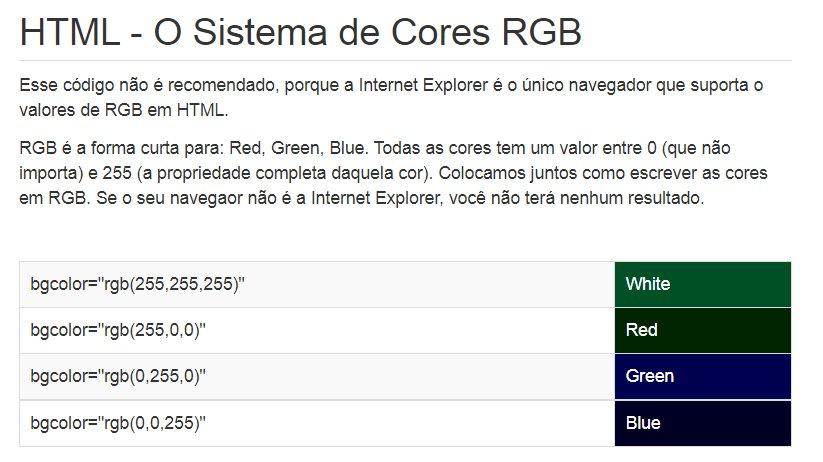 HTML - O Sistema de Cores RGB
Esse código não é recomendado, porque a Internet Explorer é o único navegador que suporta o
valores de RGB em HTML.
RGB é a forma curta para: Red, Green, Blue. Todas as cores tem um valor entre 0 (que não
importa) e 255 (a propriedade completa daquela cor). Colocamos juntos como escrever as cores
em RGB. Se o seu navegaor não é a Internet Explorer, você não terá nenhum resultado.
bgcolor="rgb(255,255,255)" White
bgcolor="rgb(255,0,0)" Red
bgcolor="rgb(0,255,0)" Green
bgcolor="rgb(0,0,255)" Blue